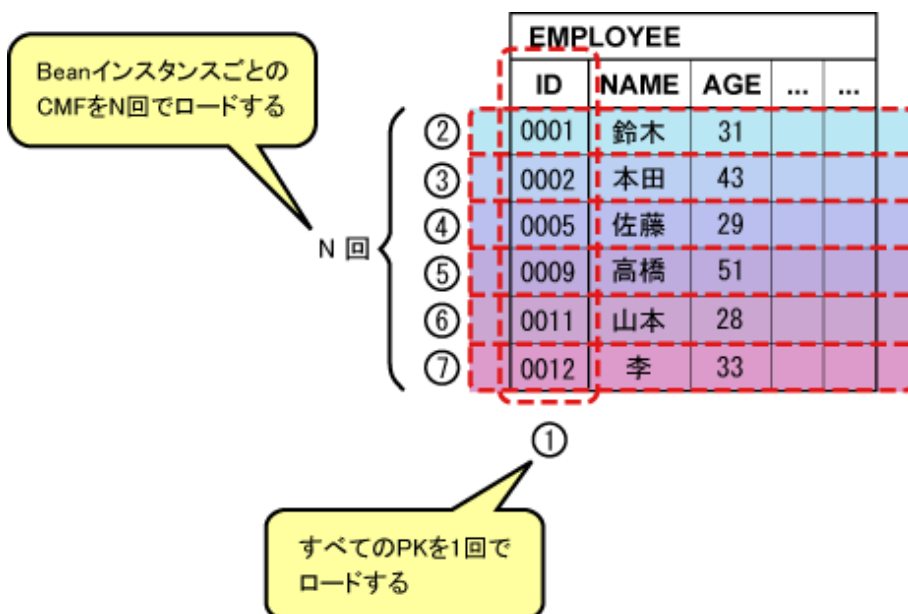 Beanインスタンスごとの
CMFをN回でロードする
EMPLOYEE
ID NAME AGE ... ...
② 0001 鈴木 31
③ 0002 本田 43
④ 0005 佐藤 29
N 回
⑤ 0009 高橋 51
⑥ 0011 山本 28
⑦ 0012 李 33
①
すべてのPKを1回で
ロードする